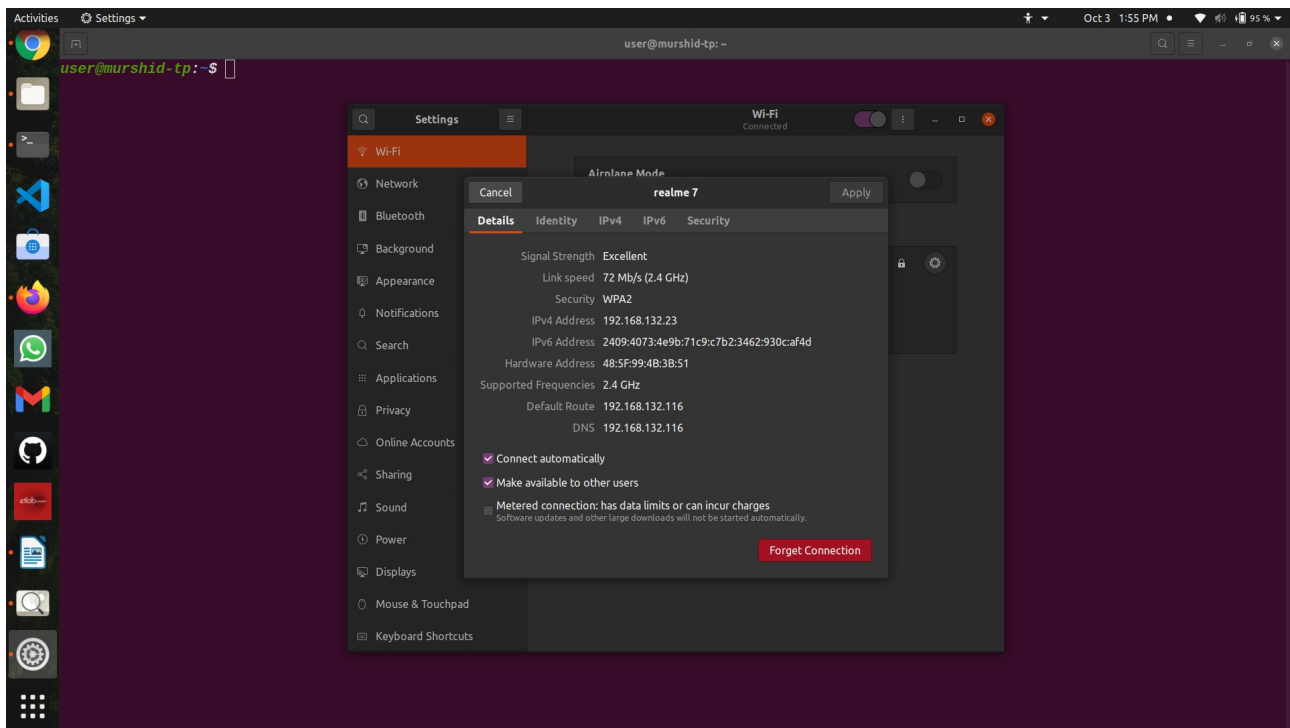 Activities Settings Oct 3 1:55 PM 95 %
user@murshid-tp: ~
user@murshid-tp:~$
Settings Wi-Fi
Connected
Wi-Fi
Airplane Mode
Network
Cancel realme 7 Apply
Bluetooth
Details Identity IPv4 IPv6 Security
Background
Signal Strength Excellent
Appearance
Link speed 72 Mb/s (2.4 GHz)
Security WPA2
Notifications
IPv4 Address 192.168.132.23
Search
IPv6 Address 2409:4073:4e9b:71c9:c7b2:3462:930c:af4d
Hardware Address 48:5F:99:4B:3B:51
Applications
Supported Frequencies 2.4 GHz
Privacy
Default Route 192.168.132.116
DNS 192.168.132.116
Online Accounts
Connect automatically
Sharing
Make available to other users
Sound
Metered connection: has data limits or can incur charges
Software updates and other large downloads will not be started automatically.
Power
Forget Connection
Displays
Mouse & Touchpad
Keyboard Shortcuts